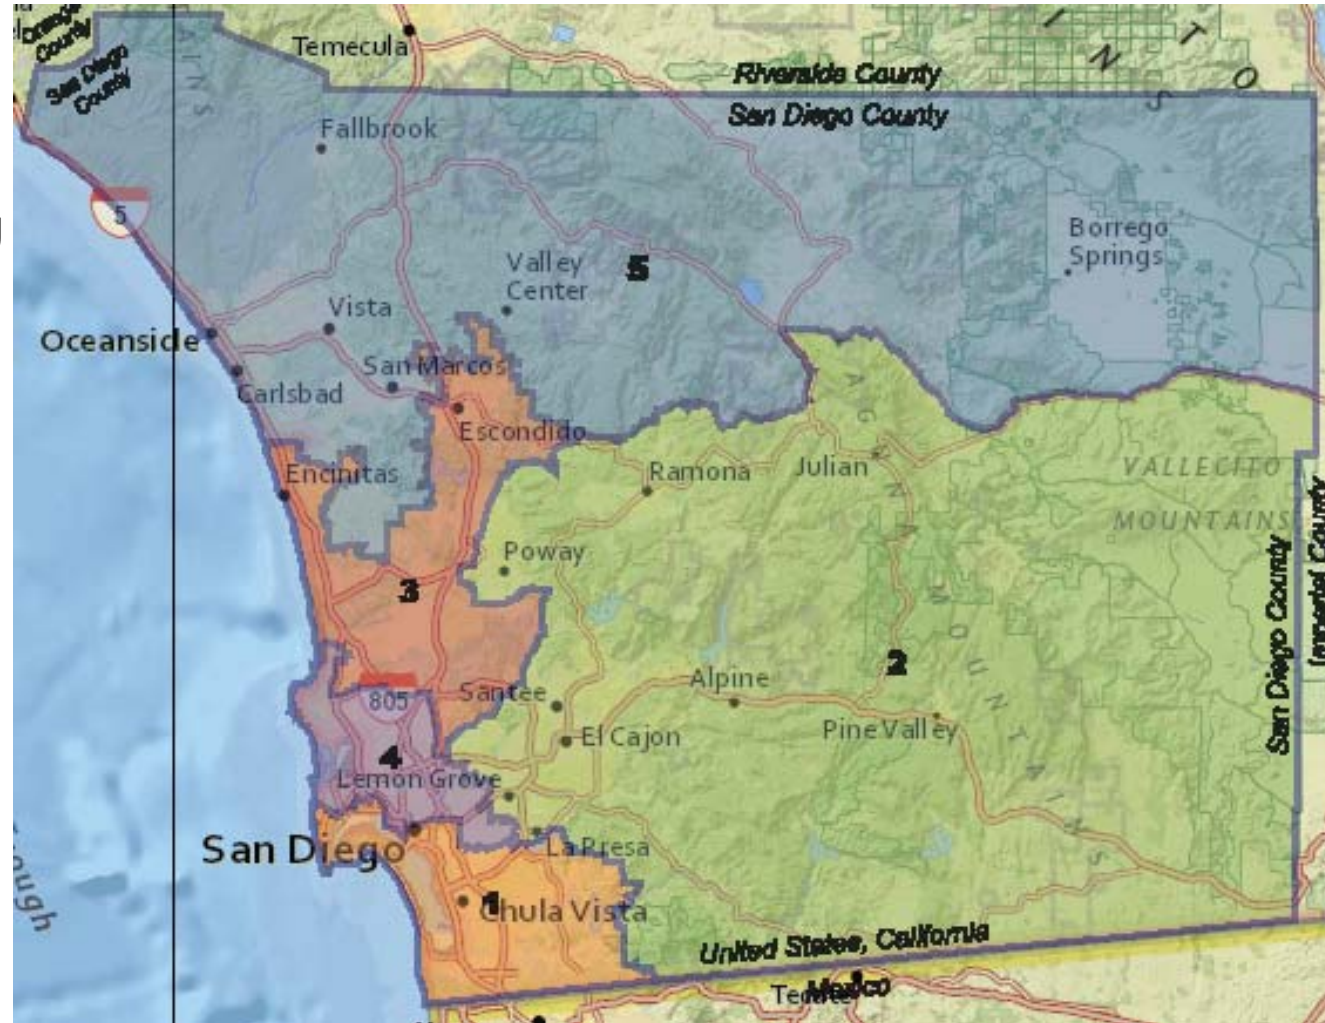 Orange
County
San Diego
County
Temecula
Riverside County
San Diego County
Fallbrook
5
Borrego
Springs
Valley
Center
5
Vista
Oceanside
San Marcos
Carlsbad
Escondido
Encinitas
Ramona
Julian
VALLECITO
MOUNTAINS
Poway
3
2
San Diego County
Imperial County
Santee
805
Alpine
El Cajon
Pine Valley
4
Lemon Grove
San Diego
La Presa
1
Chula Vista
United States, California
Mexico
Tecate
MOUNTAINS